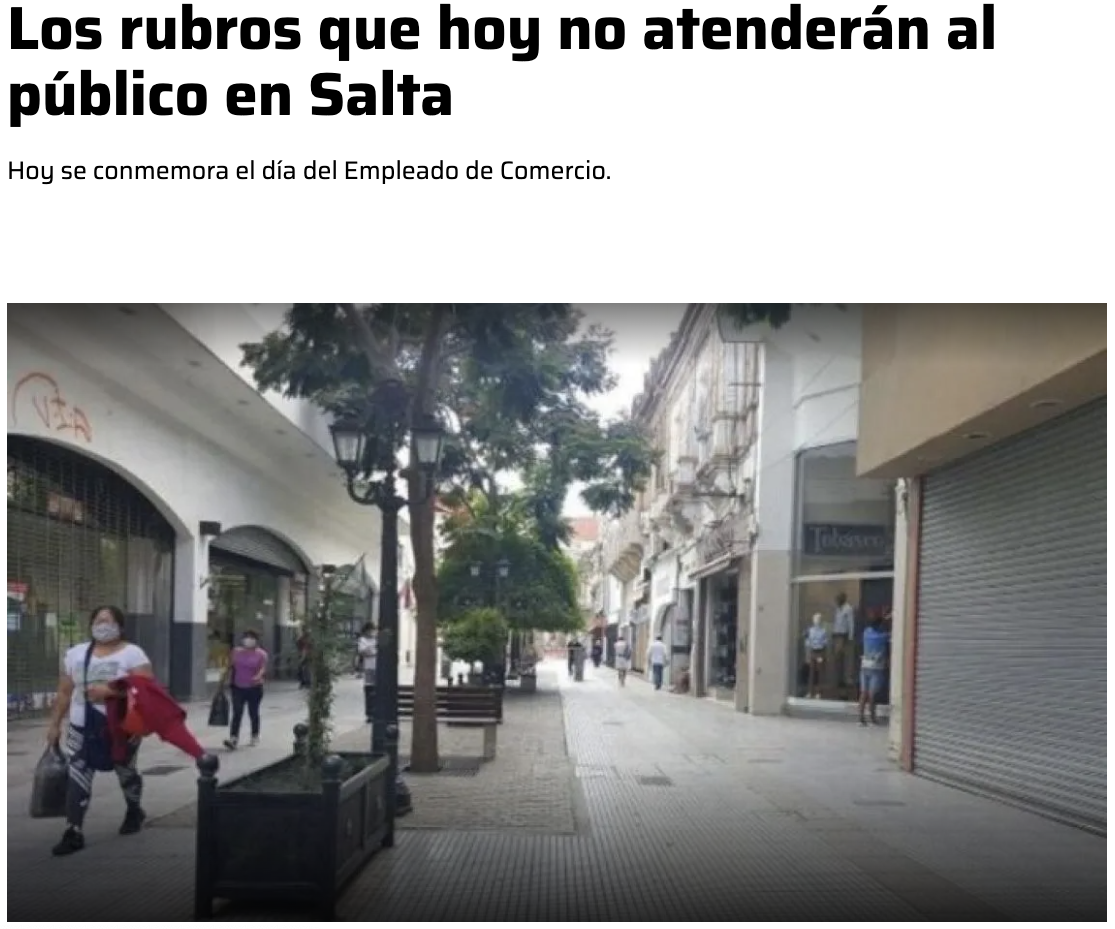 Los rubros que hoy no atenderán al
público en Salta
Hoy se conmemora el día del Empleado de Comercio.
Tabasco